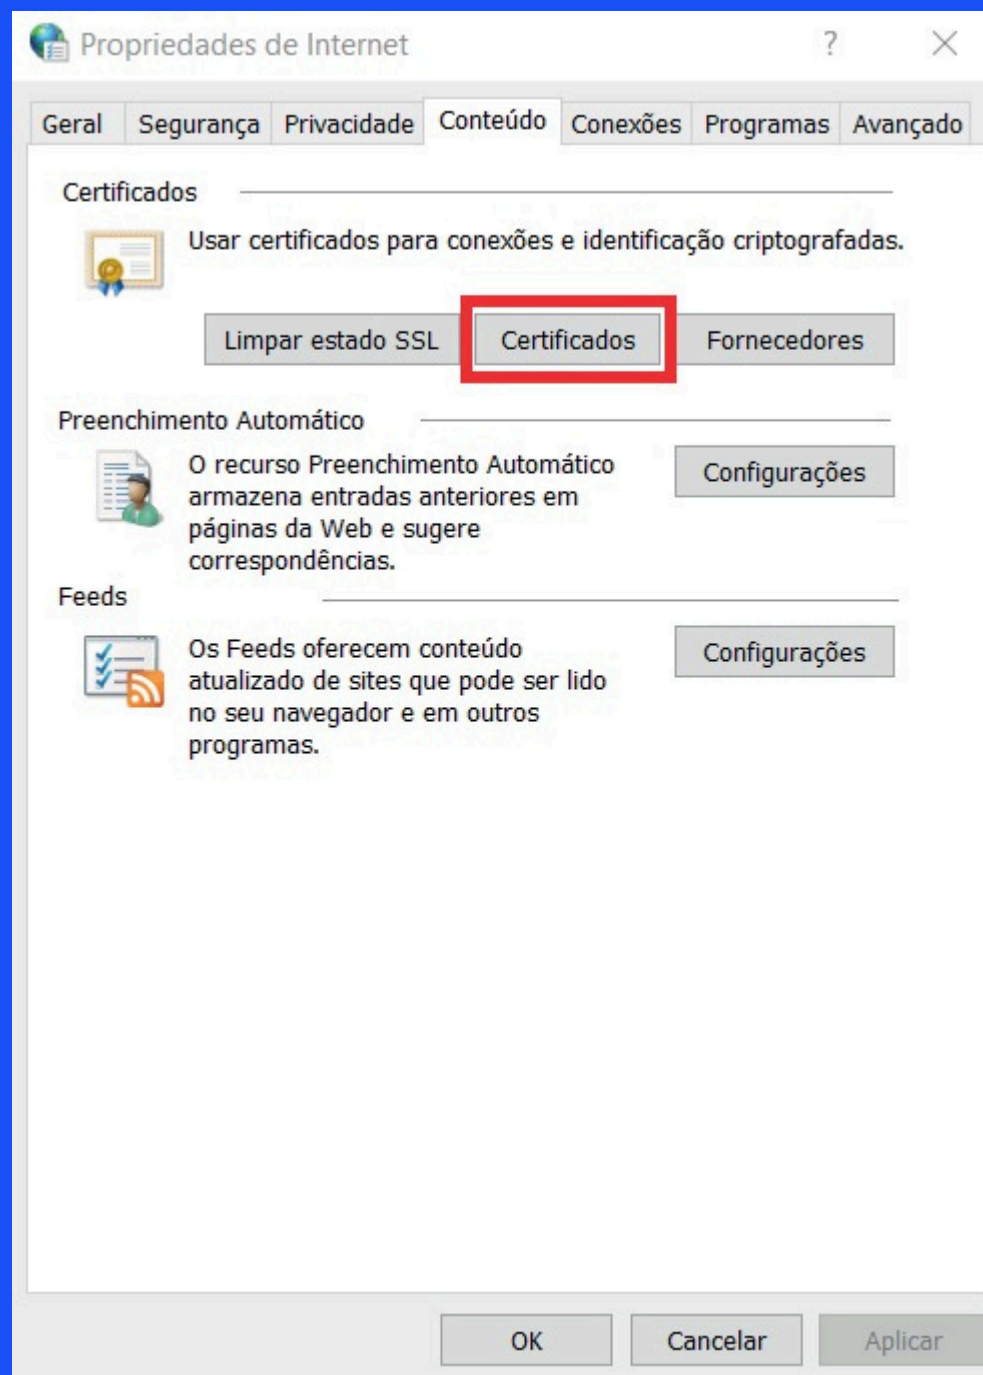 Propriedades de Internet ?
Geral Segurança Privacidade Conteúdo Conexões Programas Avançado
Certificados
Usar certificados para conexões e identificação criptografadas.
Limpar estado SSL Certificados Fornecedores
Preenchimento Automático
O recurso Preenchimento Automático
armazena entradas anteriores em
páginas da Web e sugere
correspondências.
Configurações
Feeds
Os Feeds oferecem conteúdo
atualizado de sites que pode ser lido
no seu navegador e em outros
programas.
Configurações
OK Cancelar Aplicar